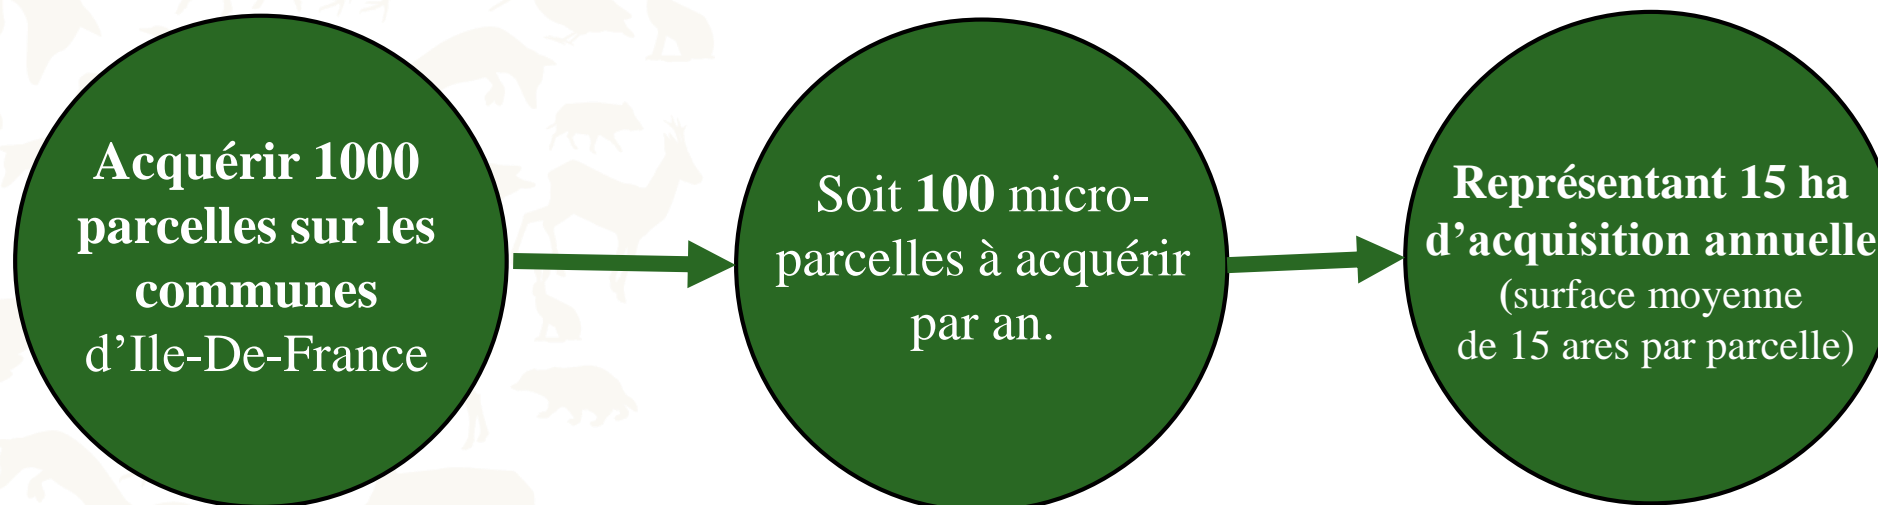 Acquérir 1000
parcelles sur les
communes
d’Ile-De-France
Soit 100 micro-
parcelles à acquérir
par an.
Représentant 15 ha
d’acquisition annuelle
(surface moyenne
de 15 ares par parcelle)